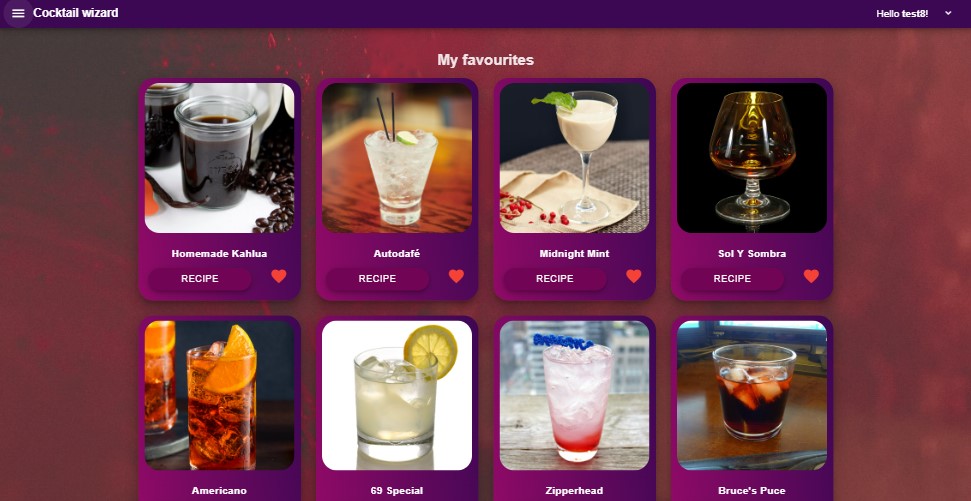 Cocktail wizard
Hello test8!
My favourites
Homemade Kahlua
Autodafé
Midnight Mint
Sol Y Sombra
RECIPE
RECIPE
RECIPE
RECIPE
Americano
69 Special
Zipperhead
Bruce's Puce